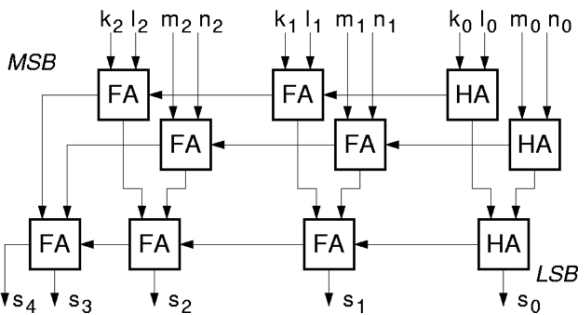 k2 l2 m2 n2 k1 l1 m1 n1 k0 l0 m0 n0
MSB
FA FA HA
FA FA HA
FA FA FA HA
LSB
s4 s3 s2 s1 s0